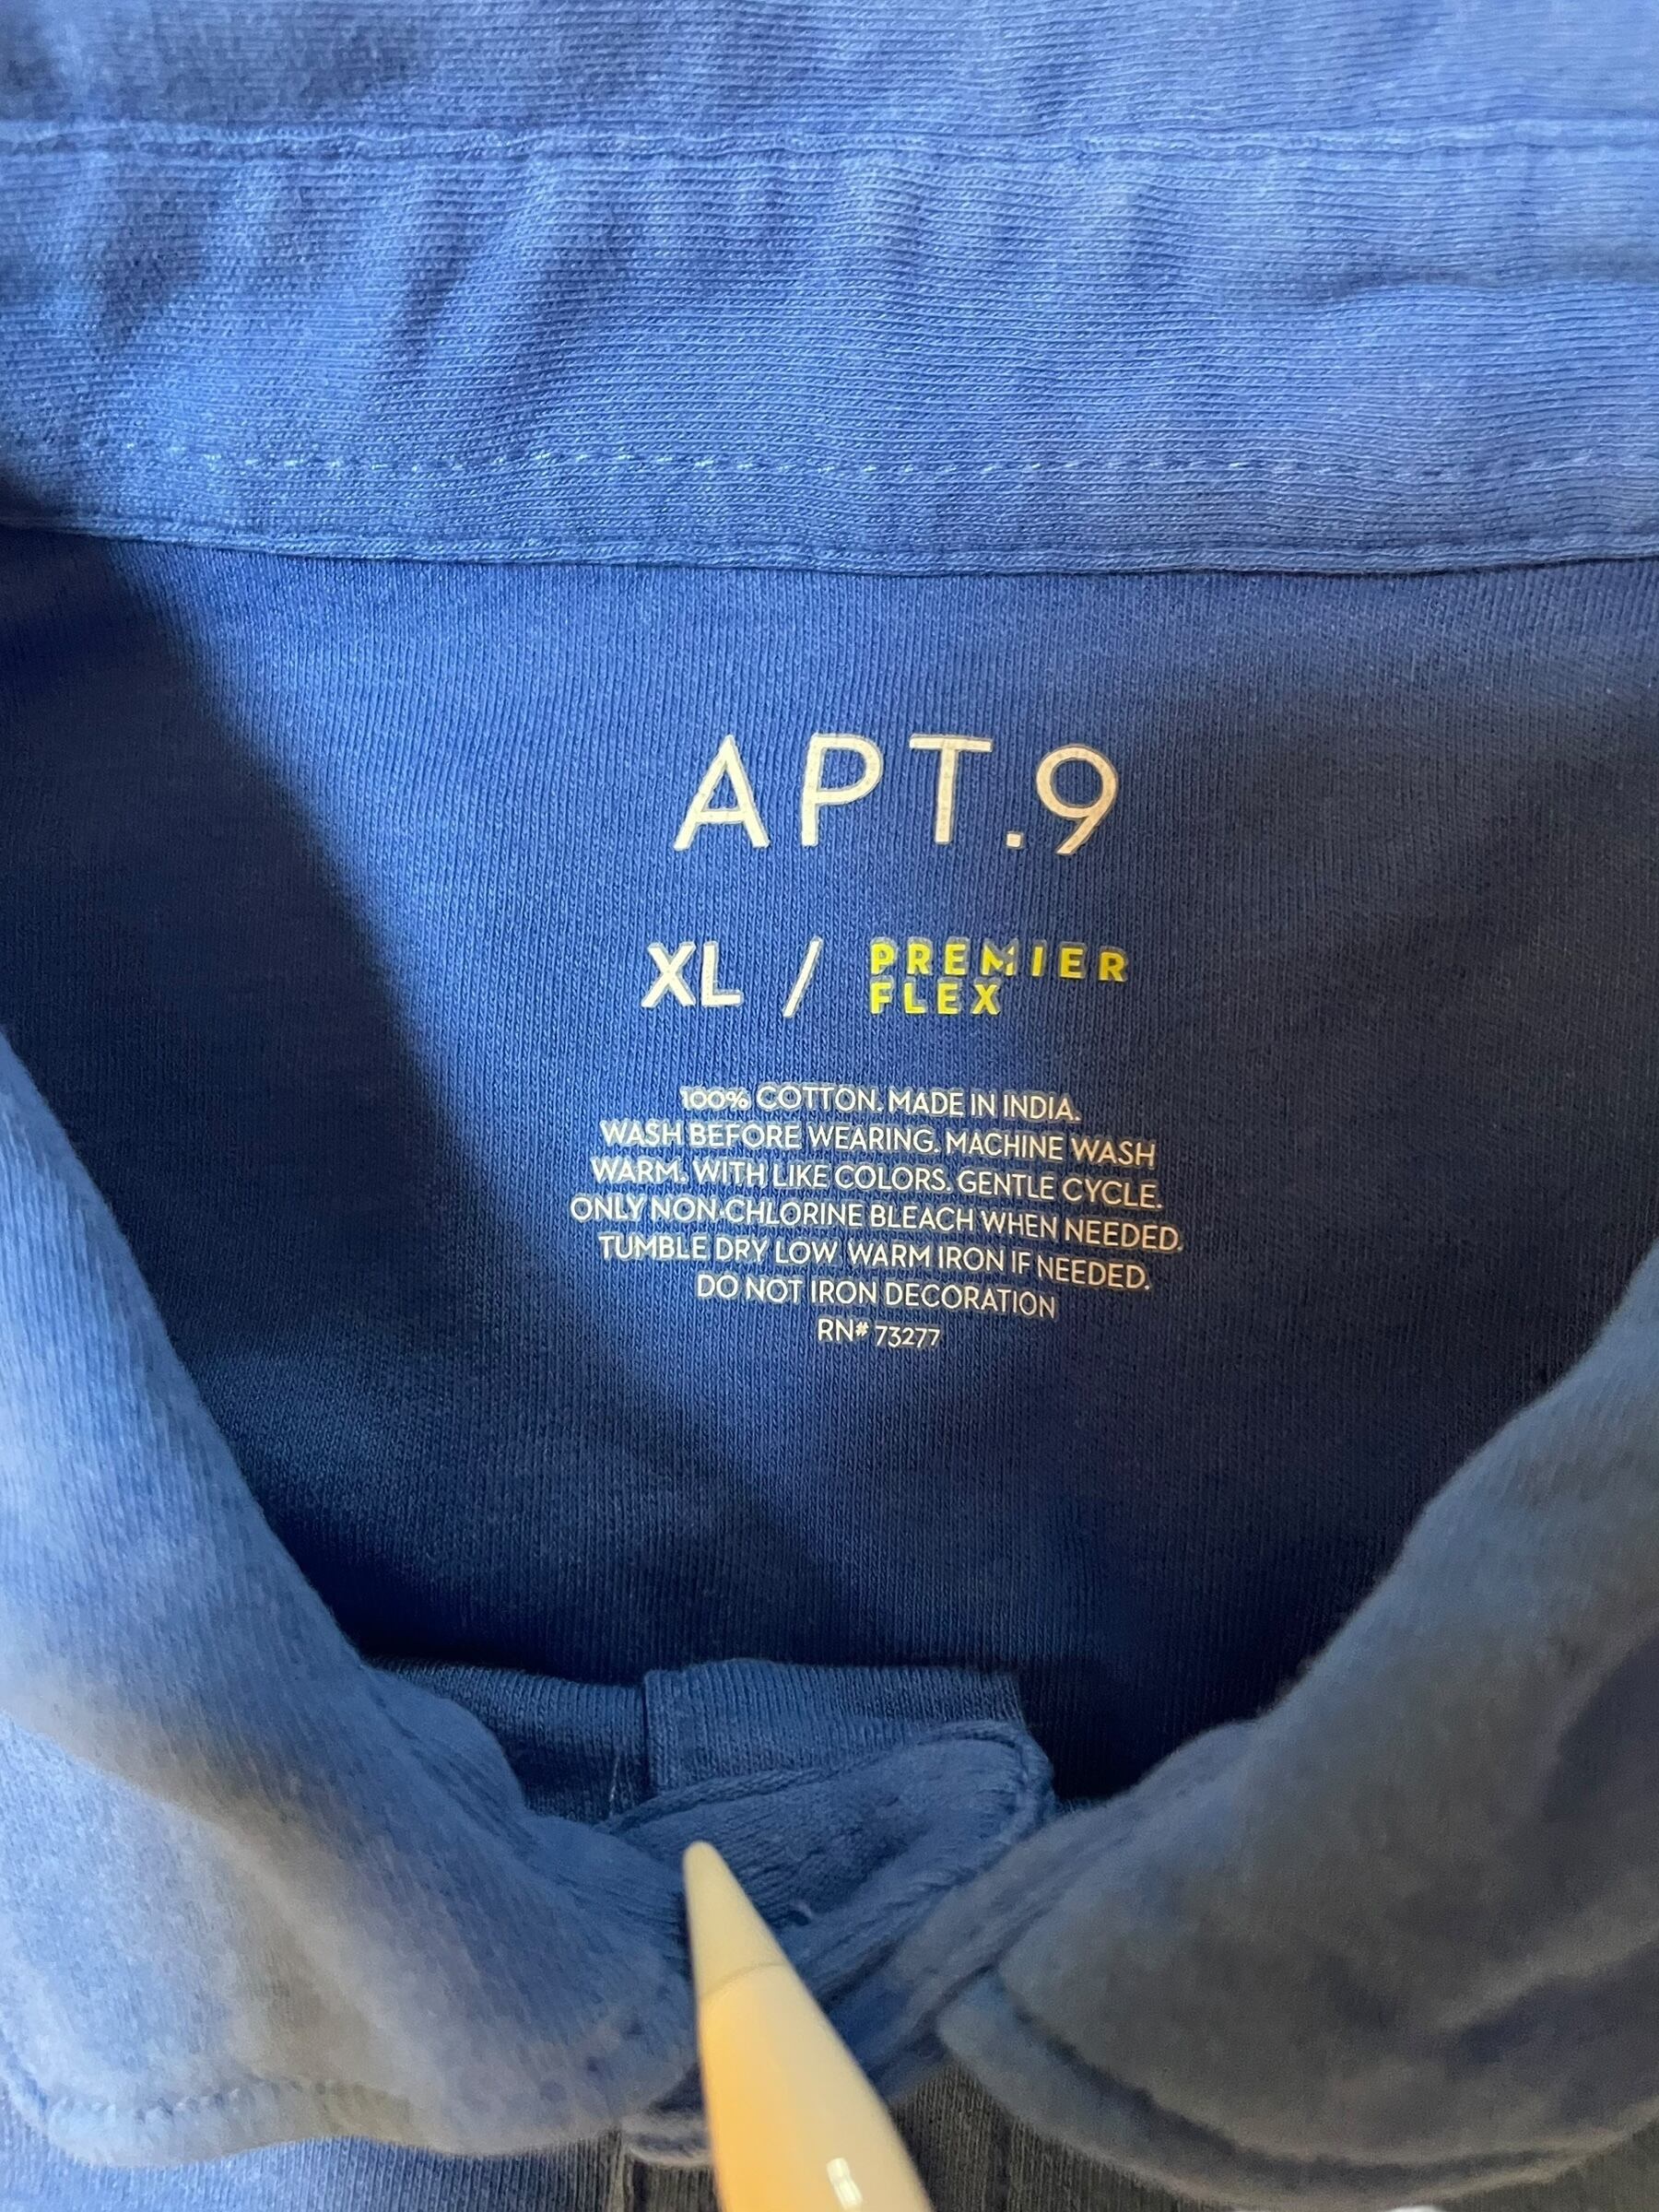 APT.9
XL / PREMIER
FLEX
100% COTTON. MADE IN INDIA.
WASH BEFORE WEARING. MACHINE WASH
WARM. WITH LIKE COLORS. GENTLE CYCLE.
ONLY NON-CHLORINE BLEACH WHEN NEEDED.
TUMBLE DRY LOW WARM IRON IF NEEDED.
DO NOT IRON DECORATION
RN# 73277